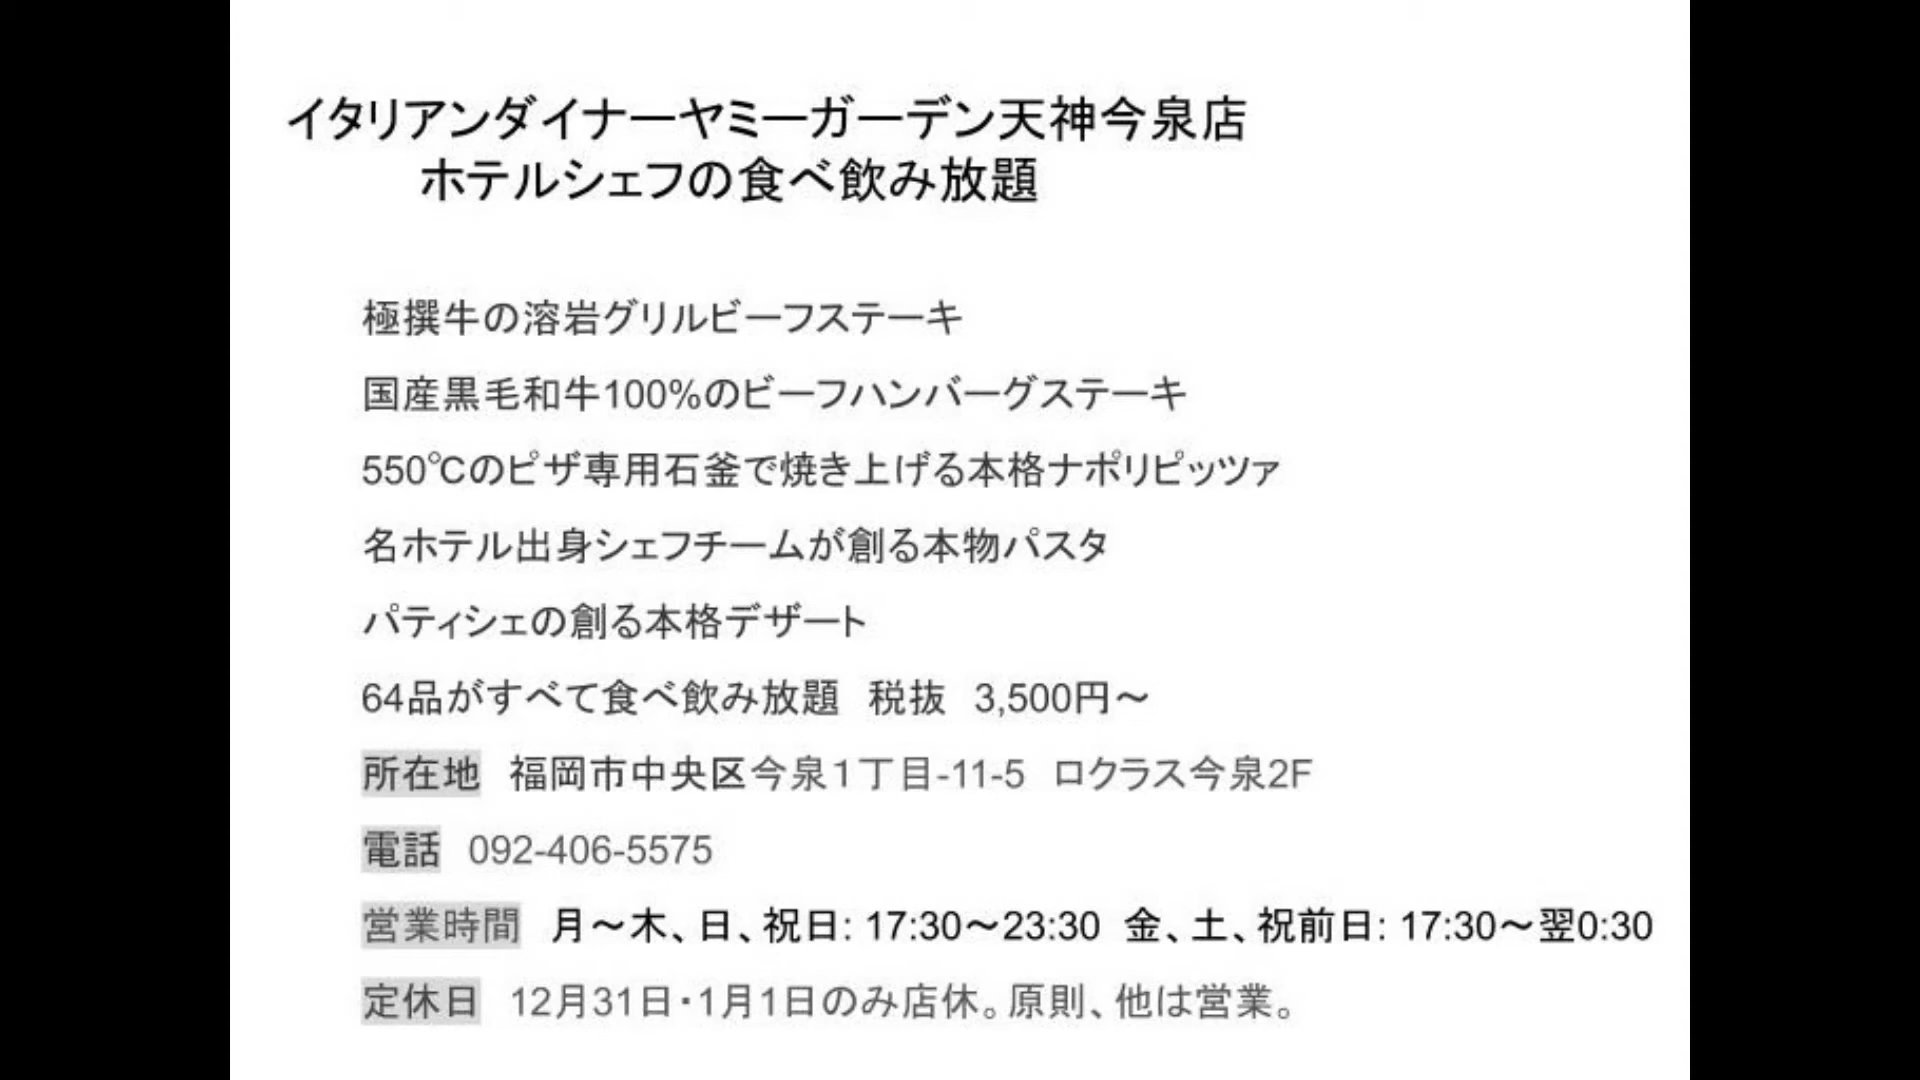 イタリアンダイナーヤミーガーデン天神今泉店
ホテルシェフの食べ飲み放題
極撰牛の溶岩グリルビーフステーキ
国産黒毛和牛100%のビーフハンバーグステーキ
550℃のピザ専用石釜で焼き上げる本格ナポリピッツァ
名ホテル出身シェフチームが創る本物パスタ
パティシェの創る本格デザート
64品がすべて食べ飲み放題　税抜　3,500円～
所在地　福岡市中央区今泉１丁目-11-5　ロクラス今泉2F
電話　092-406-5575
営業時間　月～木、日、祝日: 17:30～23:30  金、土、祝前日: 17:30～翌0:30
定休日　12月31日・1月1日のみ店休。原則、他は営業。